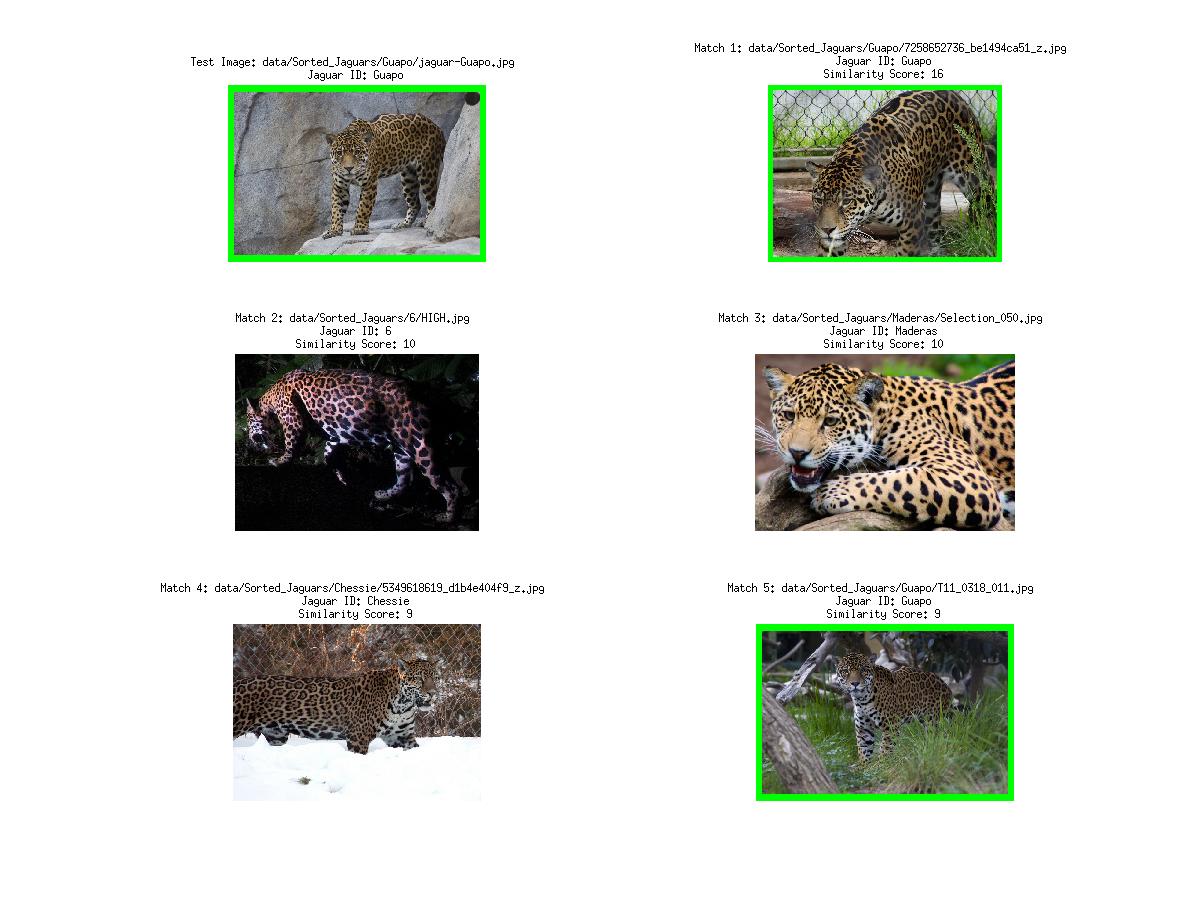 Test Image: data/Sorted_Jaguars/Guapo/jaguar-Guapo.jpg
Jaguar ID: Guapo
Match 1: data/Sorted_Jaguars/Guapo/7258652736_be1494ca51_z.jpg
Jaguar ID: Guapo
Similarity Score: 16
Match 2: data/Sorted_Jaguars/6/HIGH.jpg
Jaguar ID: 6
Similarity Score: 10
Match 3: data/Sorted_Jaguars/Maderas/Selection_050.jpg
Jaguar ID: Maderas
Similarity Score: 10
Match 4: data/Sorted_Jaguars/Chessie/5349618619_d1b4e404f9_z.jpg
Jaguar ID: Chessie
Similarity Score: 9
Match 5: data/Sorted_Jaguars/Guapo/T11_0318_011.jpg
Jaguar ID: Guapo
Similarity Score: 9